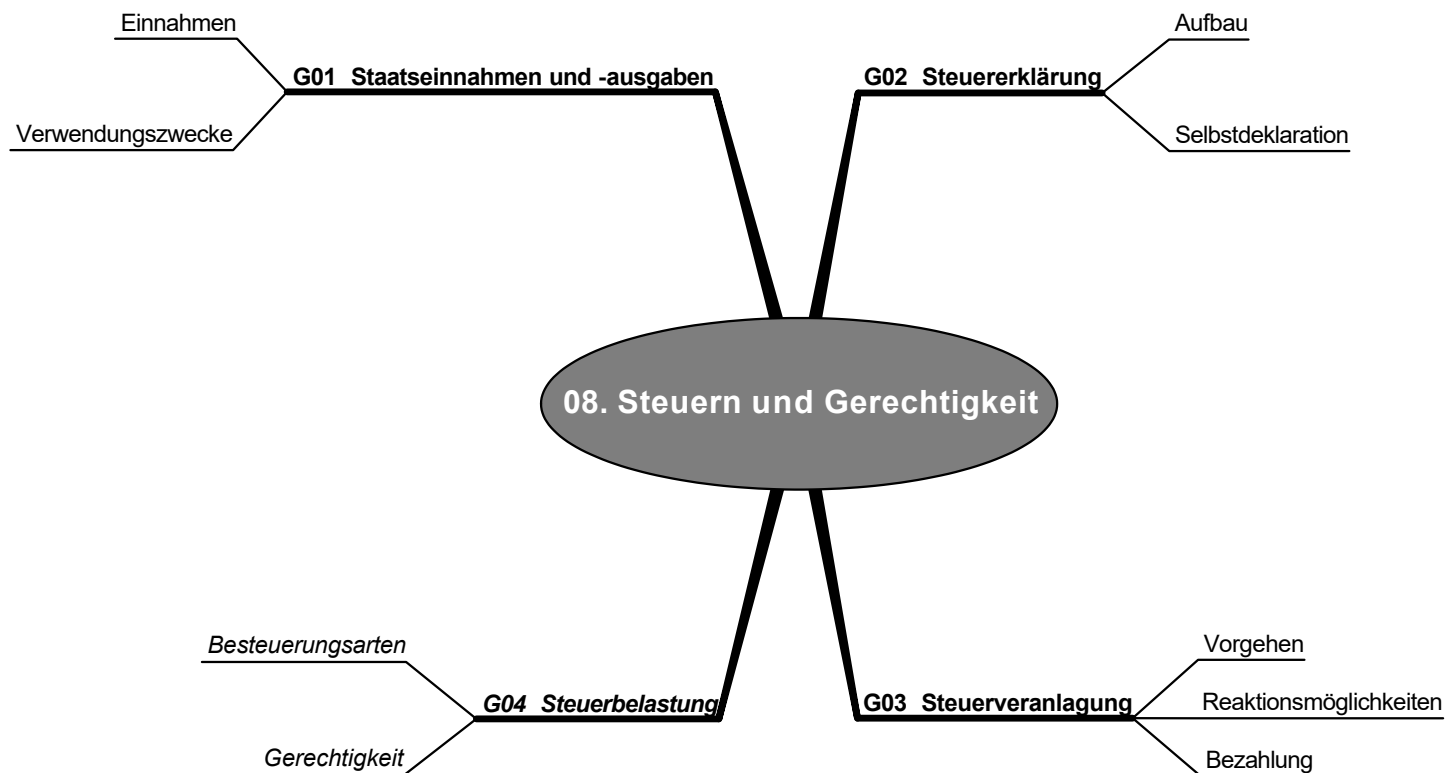 Einnahmen
G01 Staatseinnahmen und -ausgaben
Verwendungszwecke
Aufbau
G02 Steuererklärung
Selbstdeklaration
08. Steuern und Gerechtigkeit
Besteuerungsarten
G04 Steuerbelastung
Gerechtigkeit
Vorgehen
G03 Steuerveranlagung
Reaktionsmöglichkeiten
Bezahlung